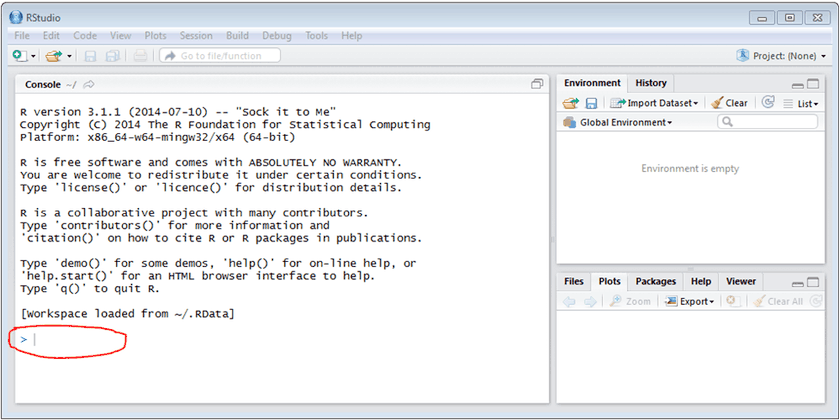 RStudio
File Edit Code View Plots Session Build Debug Tools Help
Go to file/function
Project: (None)
Console ~/
R version 3.1.1 (2014-07-10) -- "Sock it to Me"
Copyright (C) 2014 The R Foundation for Statistical Computing
Platform: x86_64-w64-mingw32/x64 (64-bit)
R is free software and comes with ABSOLUTELY NO WARRANTY.
You are welcome to redistribute it under certain conditions.
Type 'license()' or 'licence()' for distribution details.
R is a collaborative project with many contributors.
Type 'contributors()' for more information and
'citation()' on how to cite R or R packages in publications.
Type 'demo()' for some demos, 'help()' for on-line help, or
'help.start()' for an HTML browser interface to help.
Type 'q()' to quit R.
[Workspace loaded from ~/.RData]
>
Environment History
Import Dataset Clear List
Global Environment
Environment is empty
Files Plots Packages Help Viewer
Zoom Export Clear All